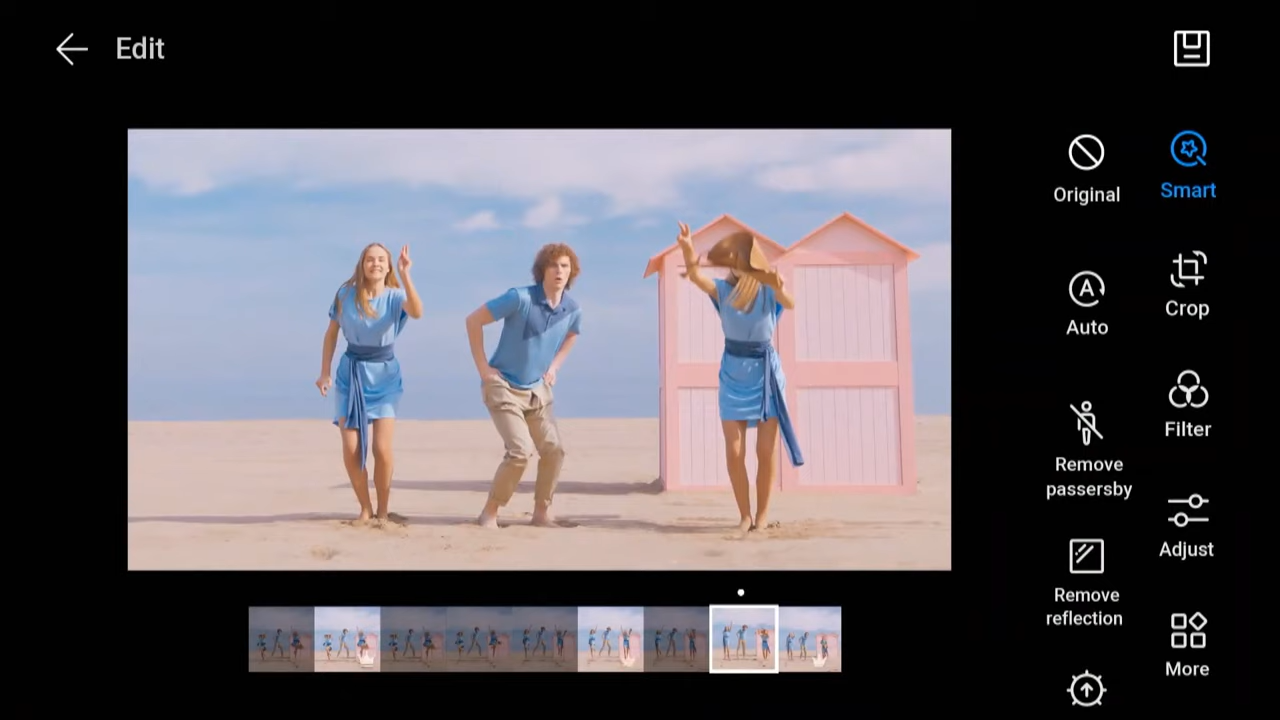 Edit
Original
Smart
Auto
Crop
Filter
Remove
passersby
Adjust
Remove
reflection
More